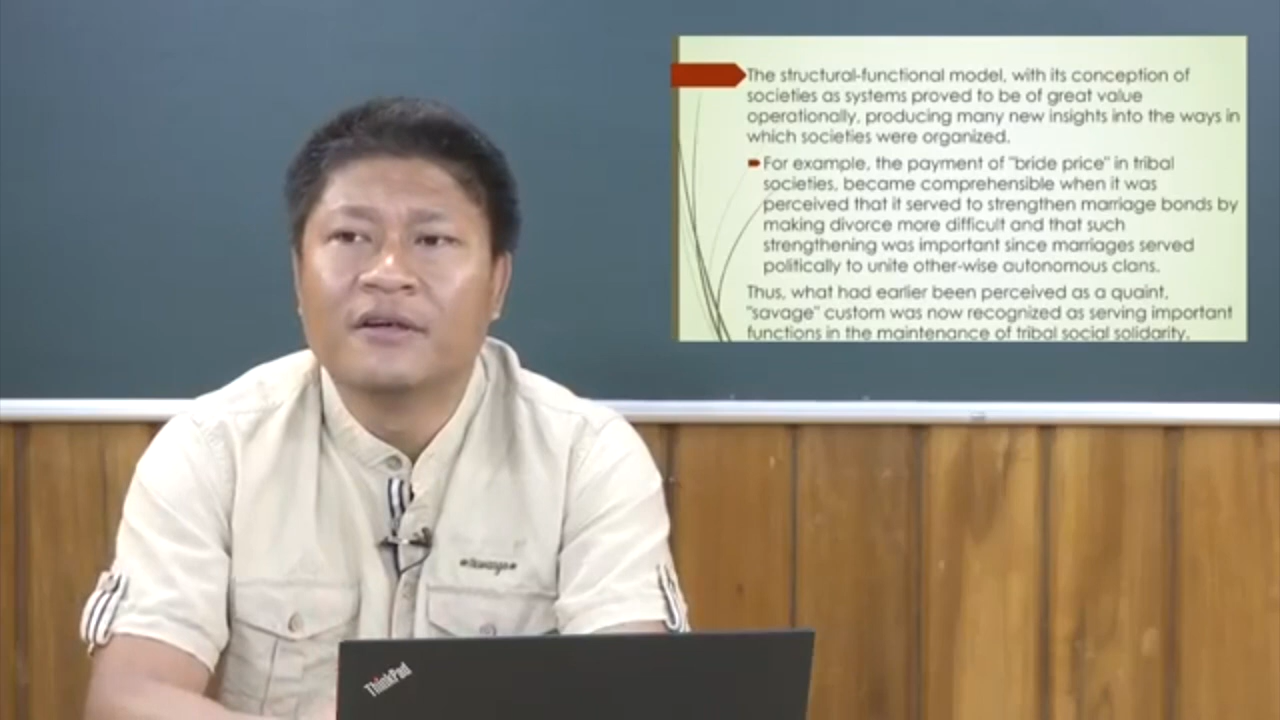 The structural-functional model, with its conception of
societies as systems proved to be of great value
operationally, producing many new insights into the ways in
which societies were organized.
For example, the payment of "bride price" in tribal
societies, became comprehensible when it was
perceived that it served to strengthen marriage bonds by
making divorce more difficult and that such
strengthening was important since marriages served
politically to unite other-wise autonomous clans.
Thus, what had earlier been perceived as a quaint,
"savage" custom was now recognized as serving important
functions in the maintenance of tribal social solidarity.
ThinkPad